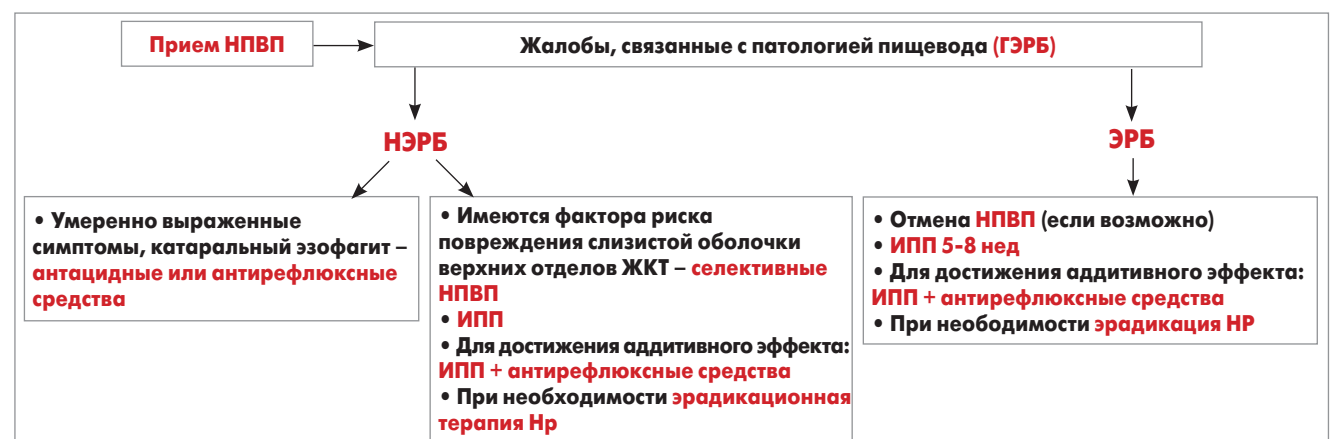 Прием НПВП
Жалобы, связанные с патологией пищевода (ГЭРБ)
НЭРБ
ЭРБ
• Умеренно выраженные
симптомы, катаральный эзофагит –
антацидные или антирефлюксные
средства
• Имеются фактора риска
повреждения слизистой оболочки
верхних отделов ЖКТ – селективные
НПВП
• ИПП
• Для достижения аддитивного эффекта:
ИПП + антирефлюксные средства
• При необходимости эрадикационная
терапия Нр
• Отмена НПВП (если возможно)
• ИПП 5-8 нед
• Для достижения аддитивного эффекта:
ИПП + антирефлюксные средства
• При неободимости эрадикация НР